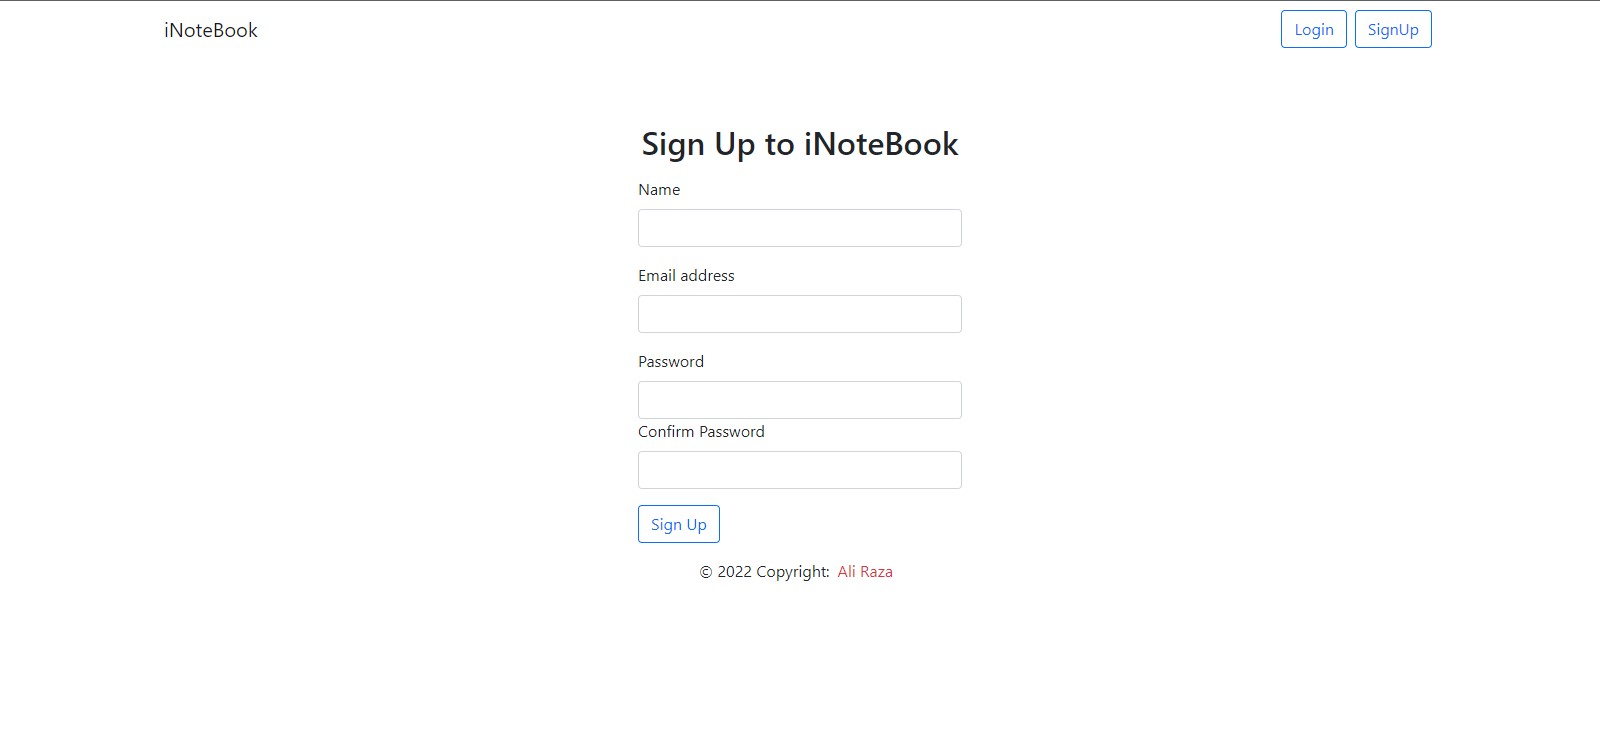 iNoteBook
Login
SignUp
Sign Up to iNoteBook
Name
Email address
Password
Confirm Password
Sign Up
© 2022 Copyright: Ali Raza